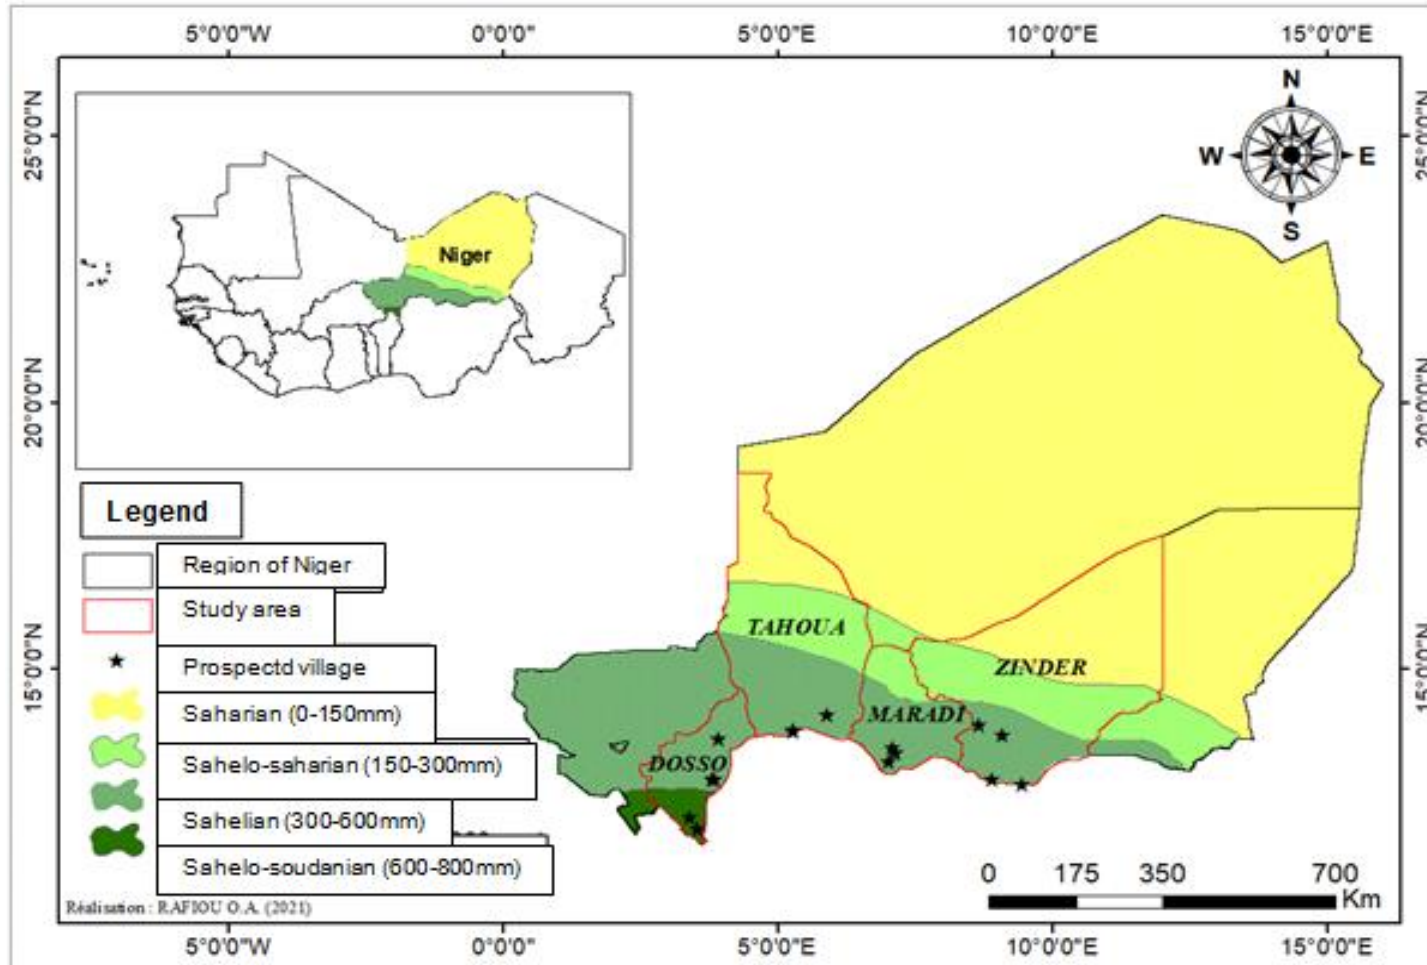 5°0'0"W 0°0'0" 5°0'0"E 10°0'0"E 15°0'0"E
25°0'0"N 25°0'0"N
20°0'0"N 20°0'0"N
15°0'0"N 15°0'0"N
N
W E
S
Niger
Legend
Region of Niger
Study area
Prospectd village
Saharian (0-150mm)
Sahelo-saharian (150-300mm)
Sahelian (300-600mm)
Sahelo-soudanian (600-800mm)
TAHOUA
ZINDER
MARADI
DOSSO
0 175 350 700
Km
Réalisation : RAFIOU O.A. (2021)
5°0'0"W 0°0'0" 5°0'0"E 10°0'0"E 15°0'0"E